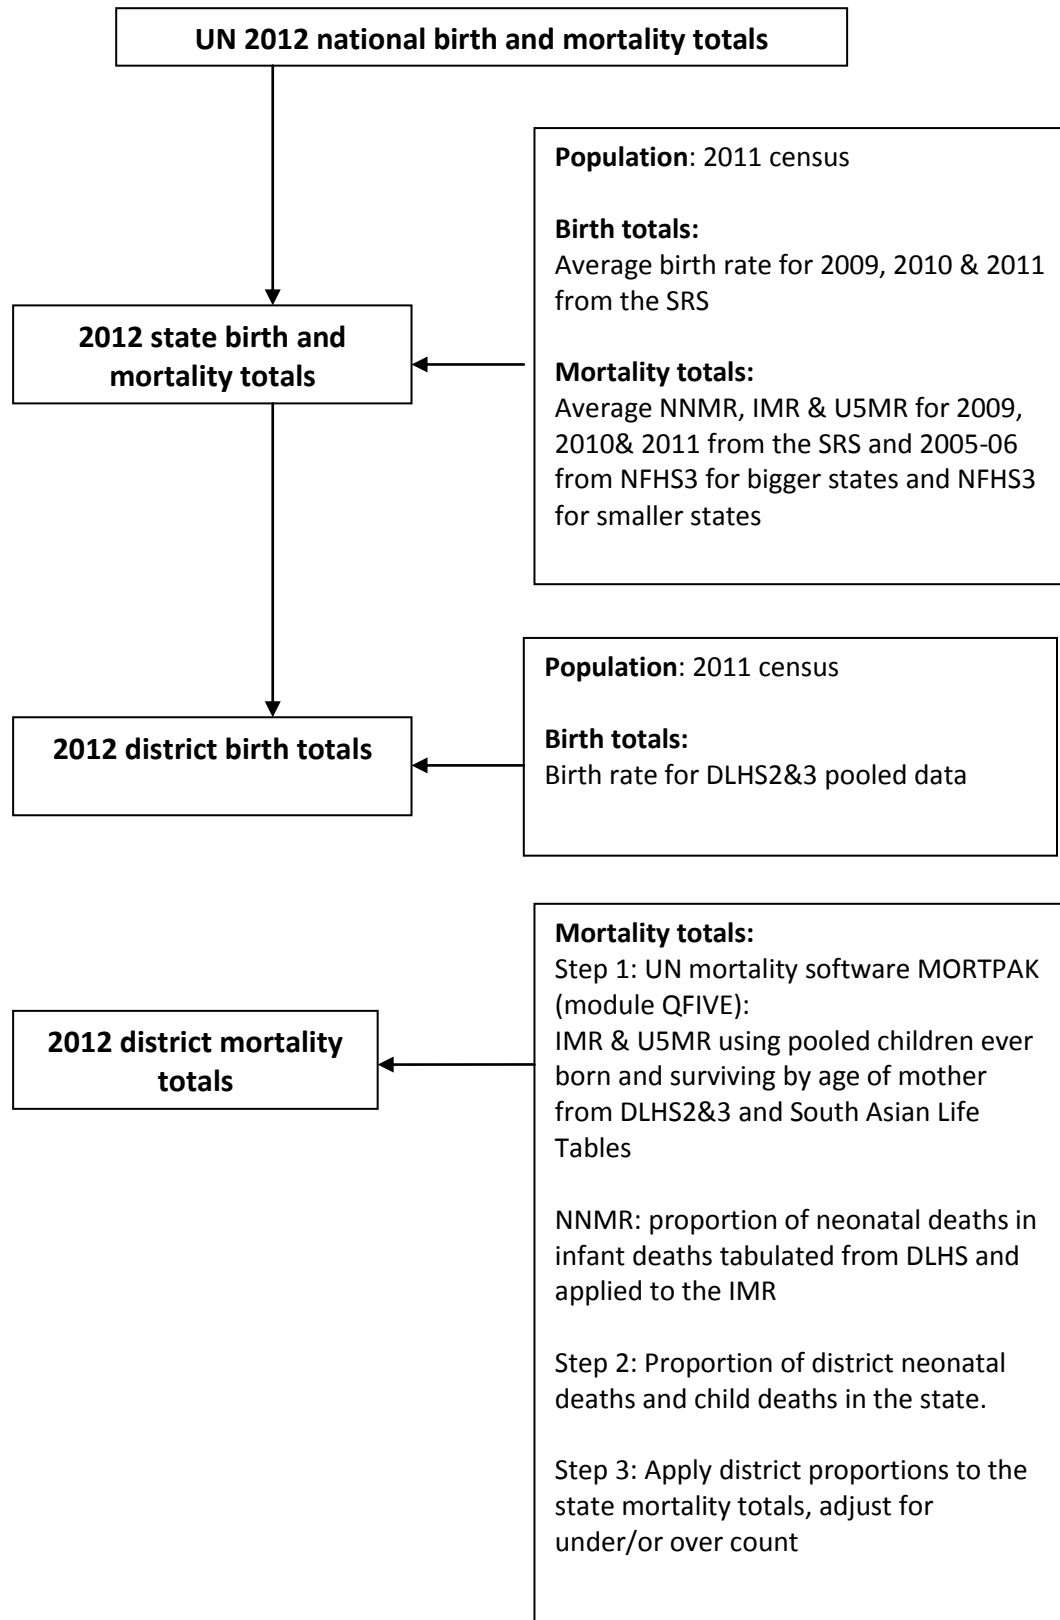 UN 2012 national birth and mortality totals
Population: 2011 census
Birth totals:
Average birth rate for 2009, 2010 & 2011
from the SRS
Mortality totals:
Average NNMR, IMR & U5MR for 2009,
2010& 2011 from the SRS and 2005-06
from NFHS3 for bigger states and NFHS3
for smaller states
2012 state birth and
mortality totals
Population: 2011 census
Birth totals:
Birth rate for DLHS2&3 pooled data
2012 district birth totals
Mortality totals:
Step 1: UN mortality software MORTPAK
(module QFIVE):
IMR & U5MR using pooled children ever
born and surviving by age of mother
from DLHS2&3 and South Asian Life
Tables
NNMR: proportion of neonatal deaths in
infant deaths tabulated from DLHS and
applied to the IMR
Step 2: Proportion of district neonatal
deaths and child deaths in the state.
Step 3: Apply district proportions to the
state mortality totals, adjust for
under/or over count
2012 district mortality
totals